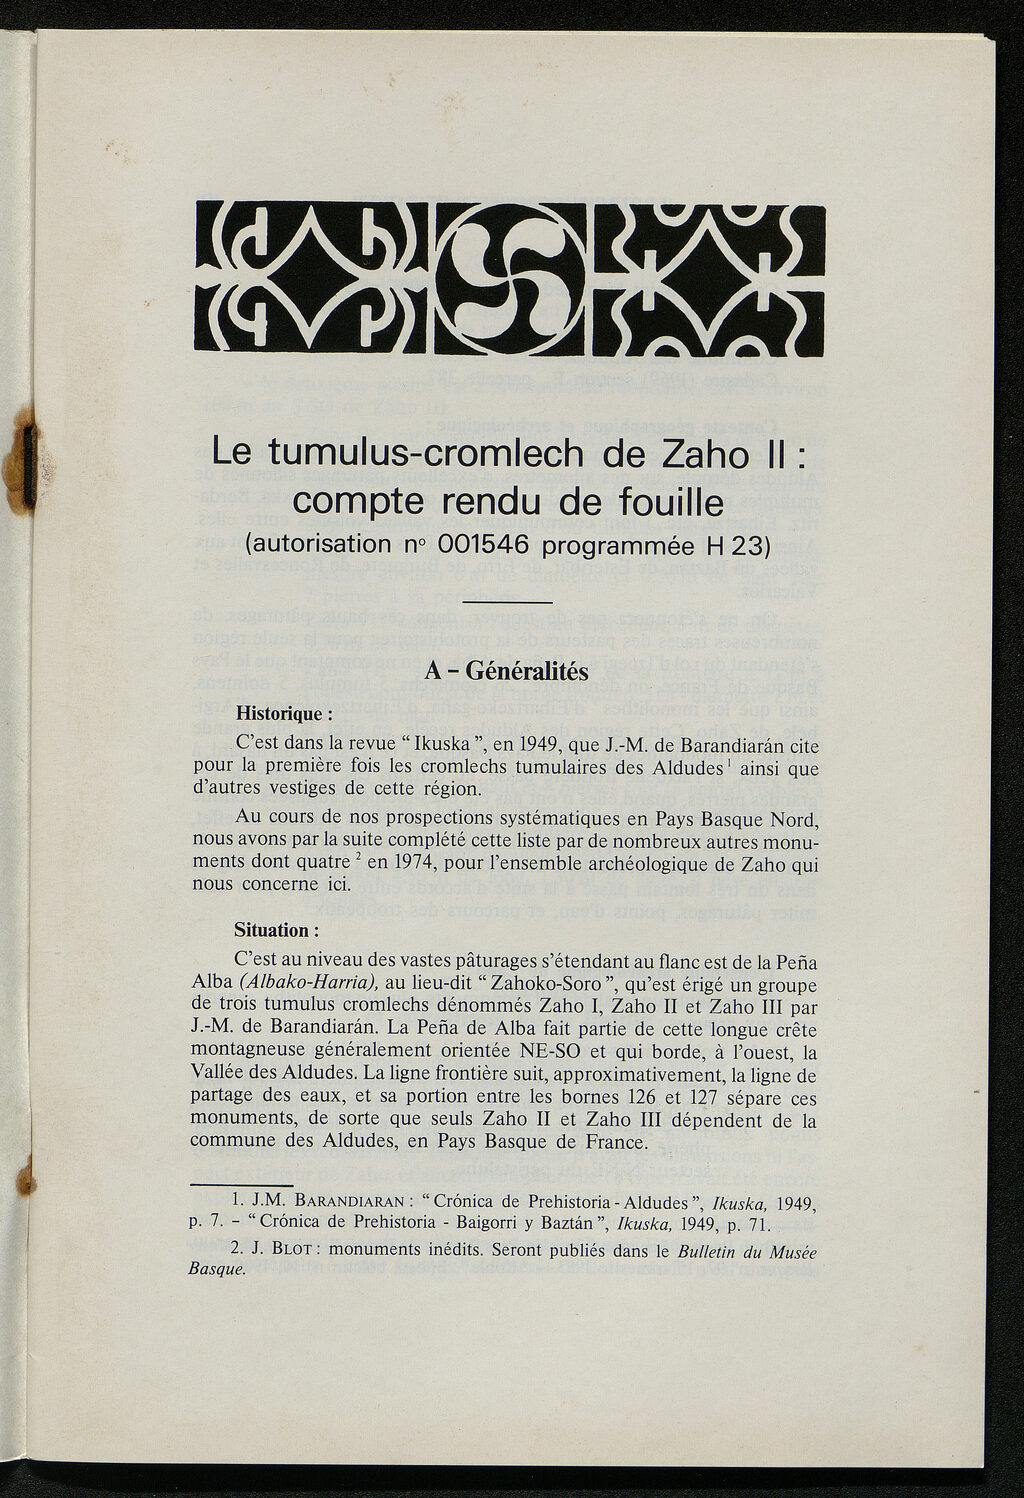 Le tumulus-cromlech de Zaho II :
compte rendu de fouille
(autorisation nº 001546 programmée H 23)
A – Généralités
Historique :
C’est dans la revue “ Ikuska ”, en 1949, que J.-M. de Barandiarán cite
pour la première fois les cromlechs tumulaires des Aldudes ¹ ainsi que
d’autres vestiges de cette région.
Au cours de nos prospections systématiques en Pays Basque Nord,
nous avons par la suite complété cette liste par de nombreux autres monu-
ments dont quatre ² en 1974, pour l’ensemble archéologique de Zaho qui
nous concerne ici.
Situation :
C’est au niveau des vastes pâturages s’étendant au flanc est de la Peña
Alba (Albako-Harria), au lieu-dit “ Zahoko-Soro ”, qu’est érigé un groupe
de trois tumulus cromlechs dénommés Zaho I, Zaho II et Zaho III par
J.-M. de Barandiarán. La Peña de Alba fait partie de cette longue crête
montagneuse généralement orientée NE-SO et qui borde, à l’ouest, la
Vallée des Aldudes. La ligne frontière suit, approximativement, la ligne de
partage des eaux, et sa portion entre les bornes 126 et 127 sépare ces
monuments, de sorte que seuls Zaho II et Zaho III dépendent de la
commune des Aldudes, en Pays Basque de France.
1. J.M. BARANDIARAN : “ Crónica de Prehistoria - Aldudes ”, Ikuska, 1949,
p. 7. – “ Crónica de Prehistoria - Baigorri y Baztán ”, Ikuska, 1949, p. 71.
2. J. BLOT : monuments inédits. Seront publiés dans le Bulletin du Musée
Basque.